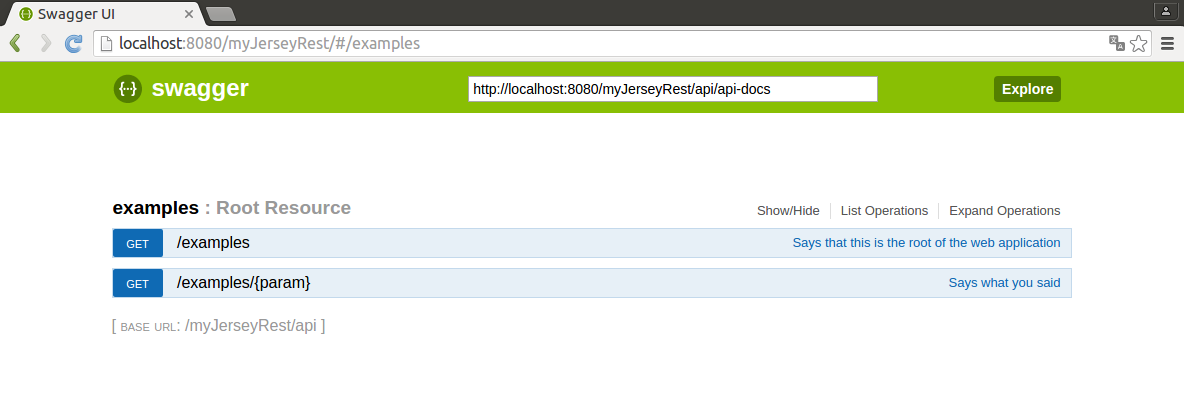 Swagger UI
localhost:8080/myJerseyRest/#/examples
{··} swagger http://localhost:8080/myJerseyRest/api/api-docs Explore
examples : Root Resource Show/Hide List Operations Expand Operations
GET /examples Says that this is the root of the web application
GET /examples/{param} Says what you said
[ BASE URL: /myJerseyRest/api ]